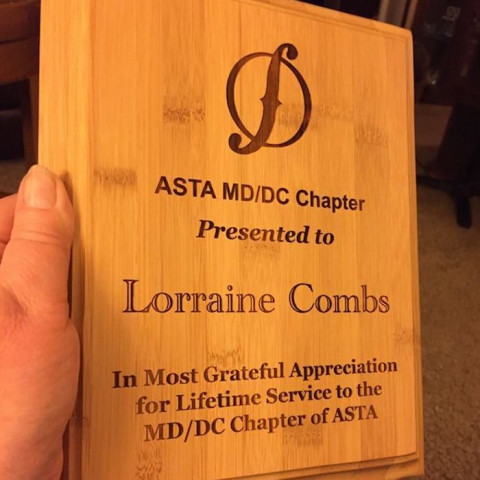 ASTA MD/DC Chapter
Presented to
Lorraine Combs
In Most Grateful Appreciation
for Lifetime Service to the
MD/DC Chapter of ASTA